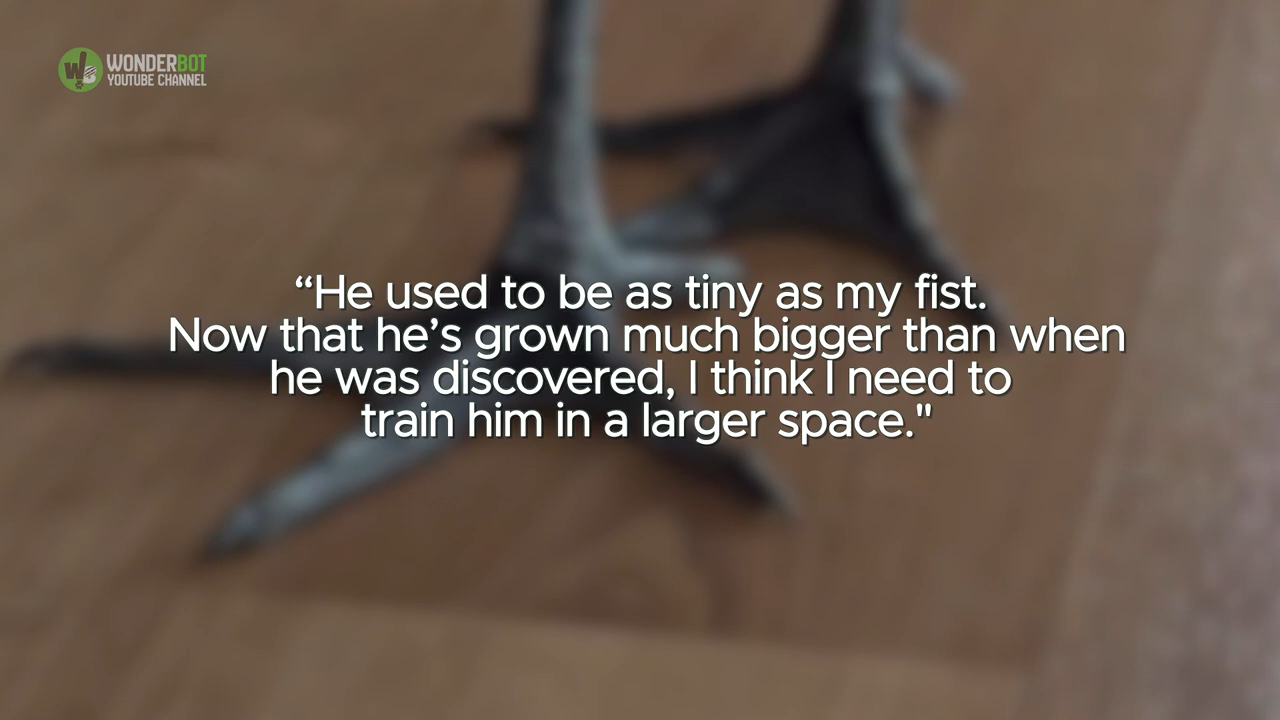 WONDERBOT
YOUTUBE CHANNEL
“He used to be as tiny as my fist.
Now that he’s grown much bigger than when
he was discovered, I think I need to
train him in a larger space."